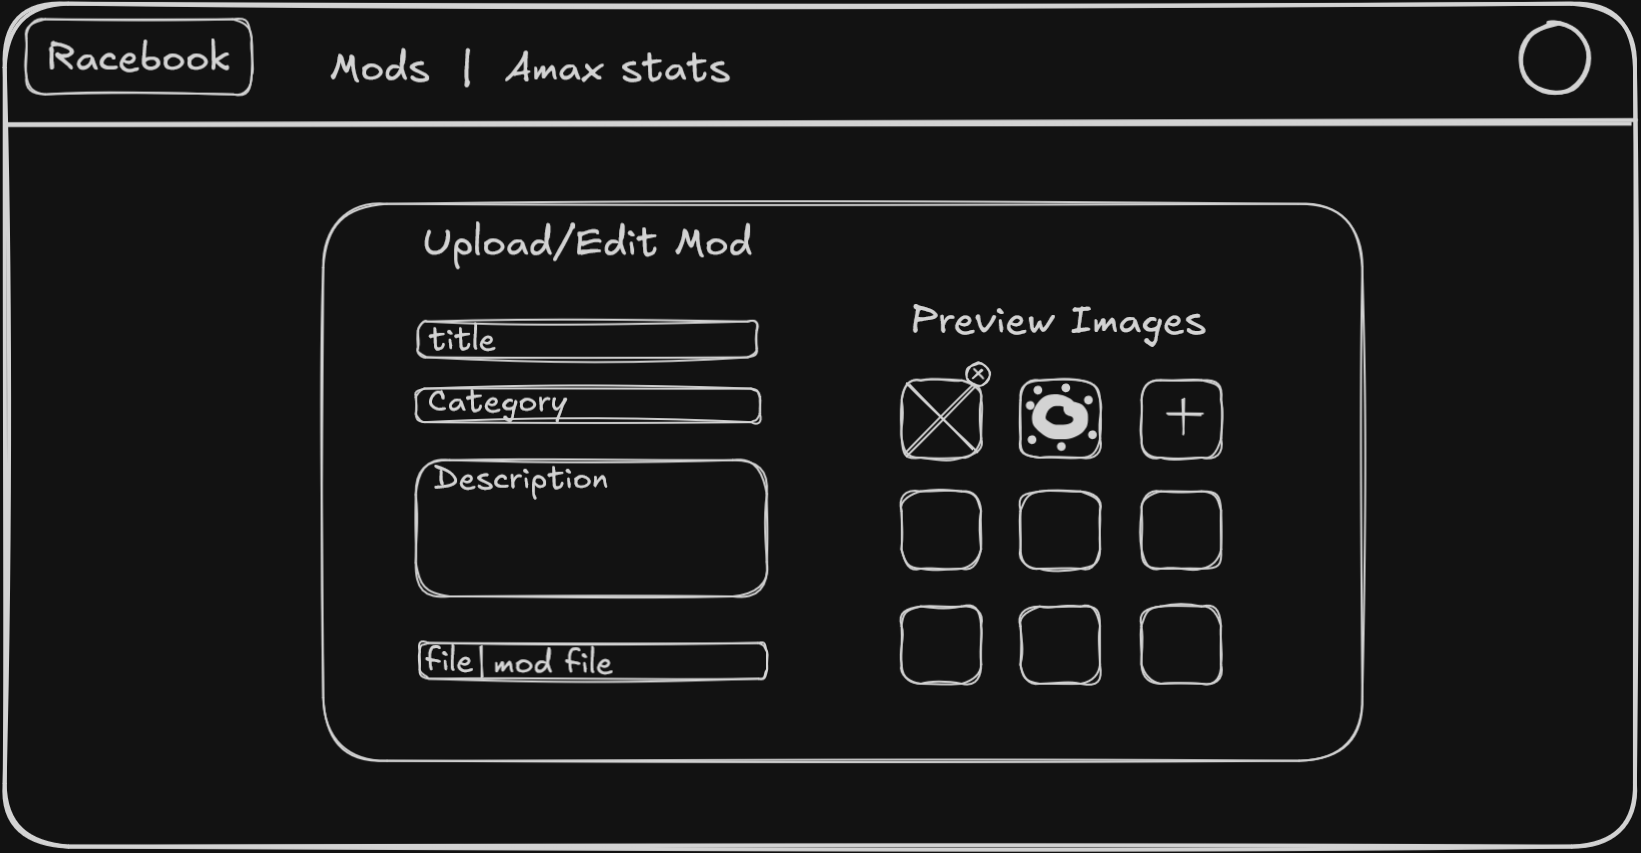 Racebook
Mods | Amax stats
Upload/Edit Mod
title
Category
Description
file | mod file
Preview Images